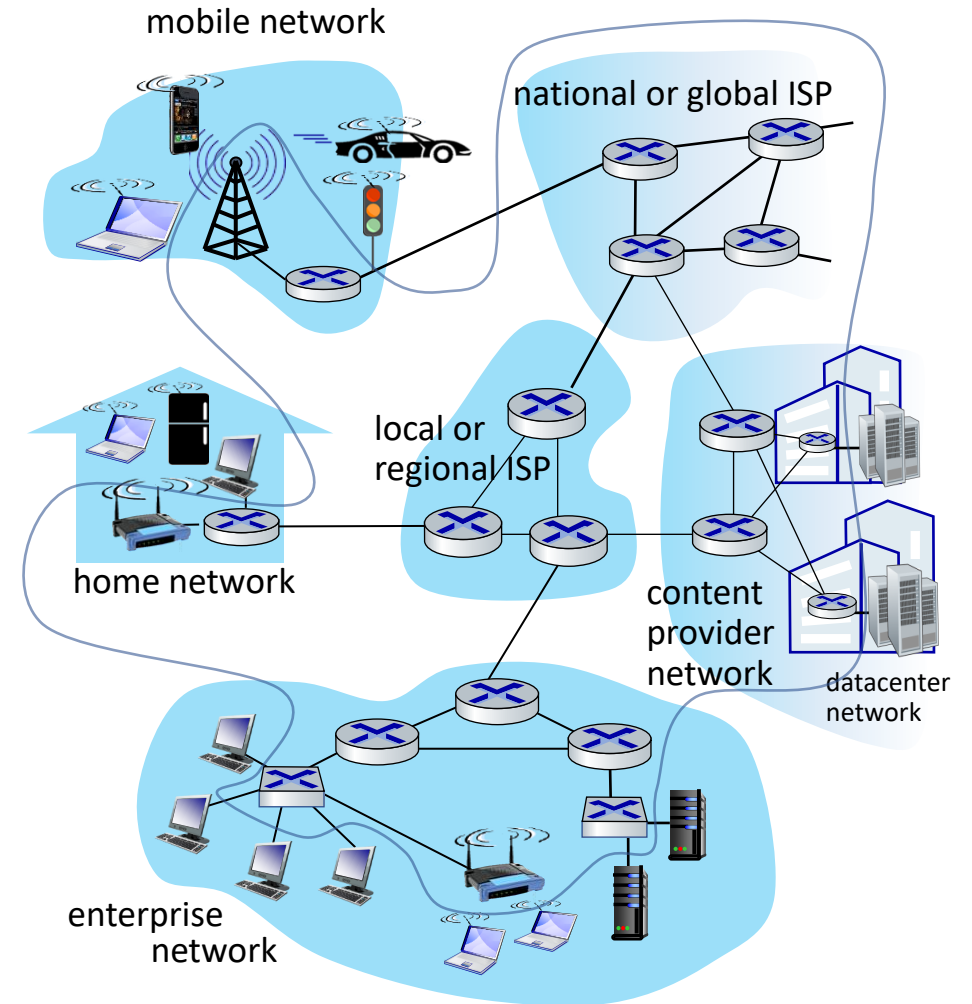 mobile network
national or global ISP
local or
regional ISP
home network
content
provider
network
datacenter
network
enterprise
network